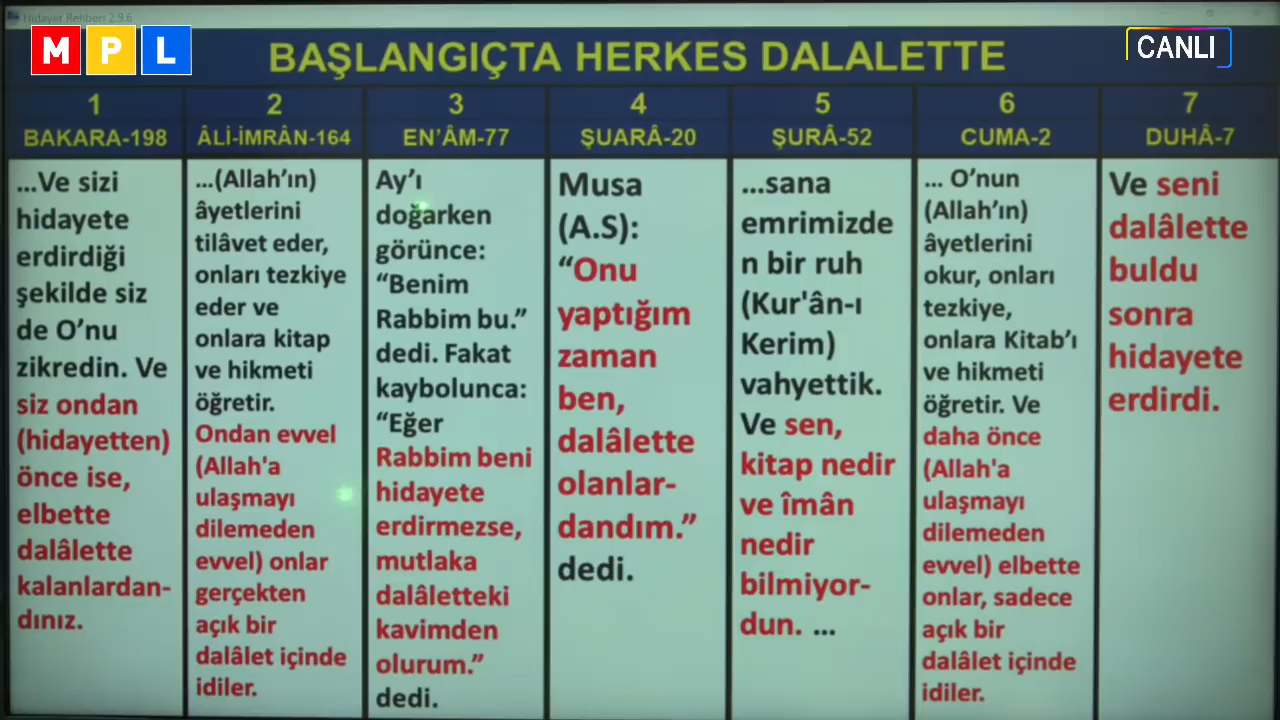 Hidayet Rehberi 2.9.6
MPL
CANLI
BAŞLANGIÇTA HERKES DALALETTE
1
BAKARA-198
…Ve sizi
hidayete
erdirdiği
şekilde siz
de O’nu
zikredin. Ve
siz ondan
(hidayetten)
önce ise,
elbette
dalâlette
kalanlardan-
dınız.
2
ÂLİ-İMRÂN-164
…(Allah’ın)
âyetlerini
tilâvet eder,
onları tezkiye
eder ve
onlara kitap
ve hikmeti
öğretir.
Ondan evvel
(Allah'a
ulaşmayı
dilemeden
evvel) onlar
gerçekten
açık bir
dalâlet içinde
idiler.
3
EN’ÂM-77
Ay’ı
doğarken
görünce:
“Benim
Rabbim bu.”
dedi. Fakat
kaybolunca:
“Eğer
Rabbim beni
hidayete
erdirmezse,
mutlaka
dalâletteki
kavimden
olurum.”
dedi.
4
ŞUARÂ-20
Musa
(A.S):
“Onu
yaptığım
zaman
ben,
dalâlette
olanlar-
dandım.”
dedi.
5
ŞURÂ-52
…sana
emrimizde
n bir ruh
(Kur'ân-ı
Kerim)
vahyettik.
Ve sen,
kitap nedir
ve îmân
nedir
bilmiyor-
dun. …
6
CUMA-2
… O’nun
(Allah’ın)
âyetlerini
okur, onları
tezkiye,
onlara Kitab’ı
ve hikmeti
öğretir. Ve
daha önce
(Allah'a
ulaşmayı
dilemeden
evvel) elbette
onlar, sadece
açık bir
dalâlet içinde
idiler.
7
DUHÂ-7
Ve seni
dalâlette
buldu
sonra
hidayete
erdirdi.